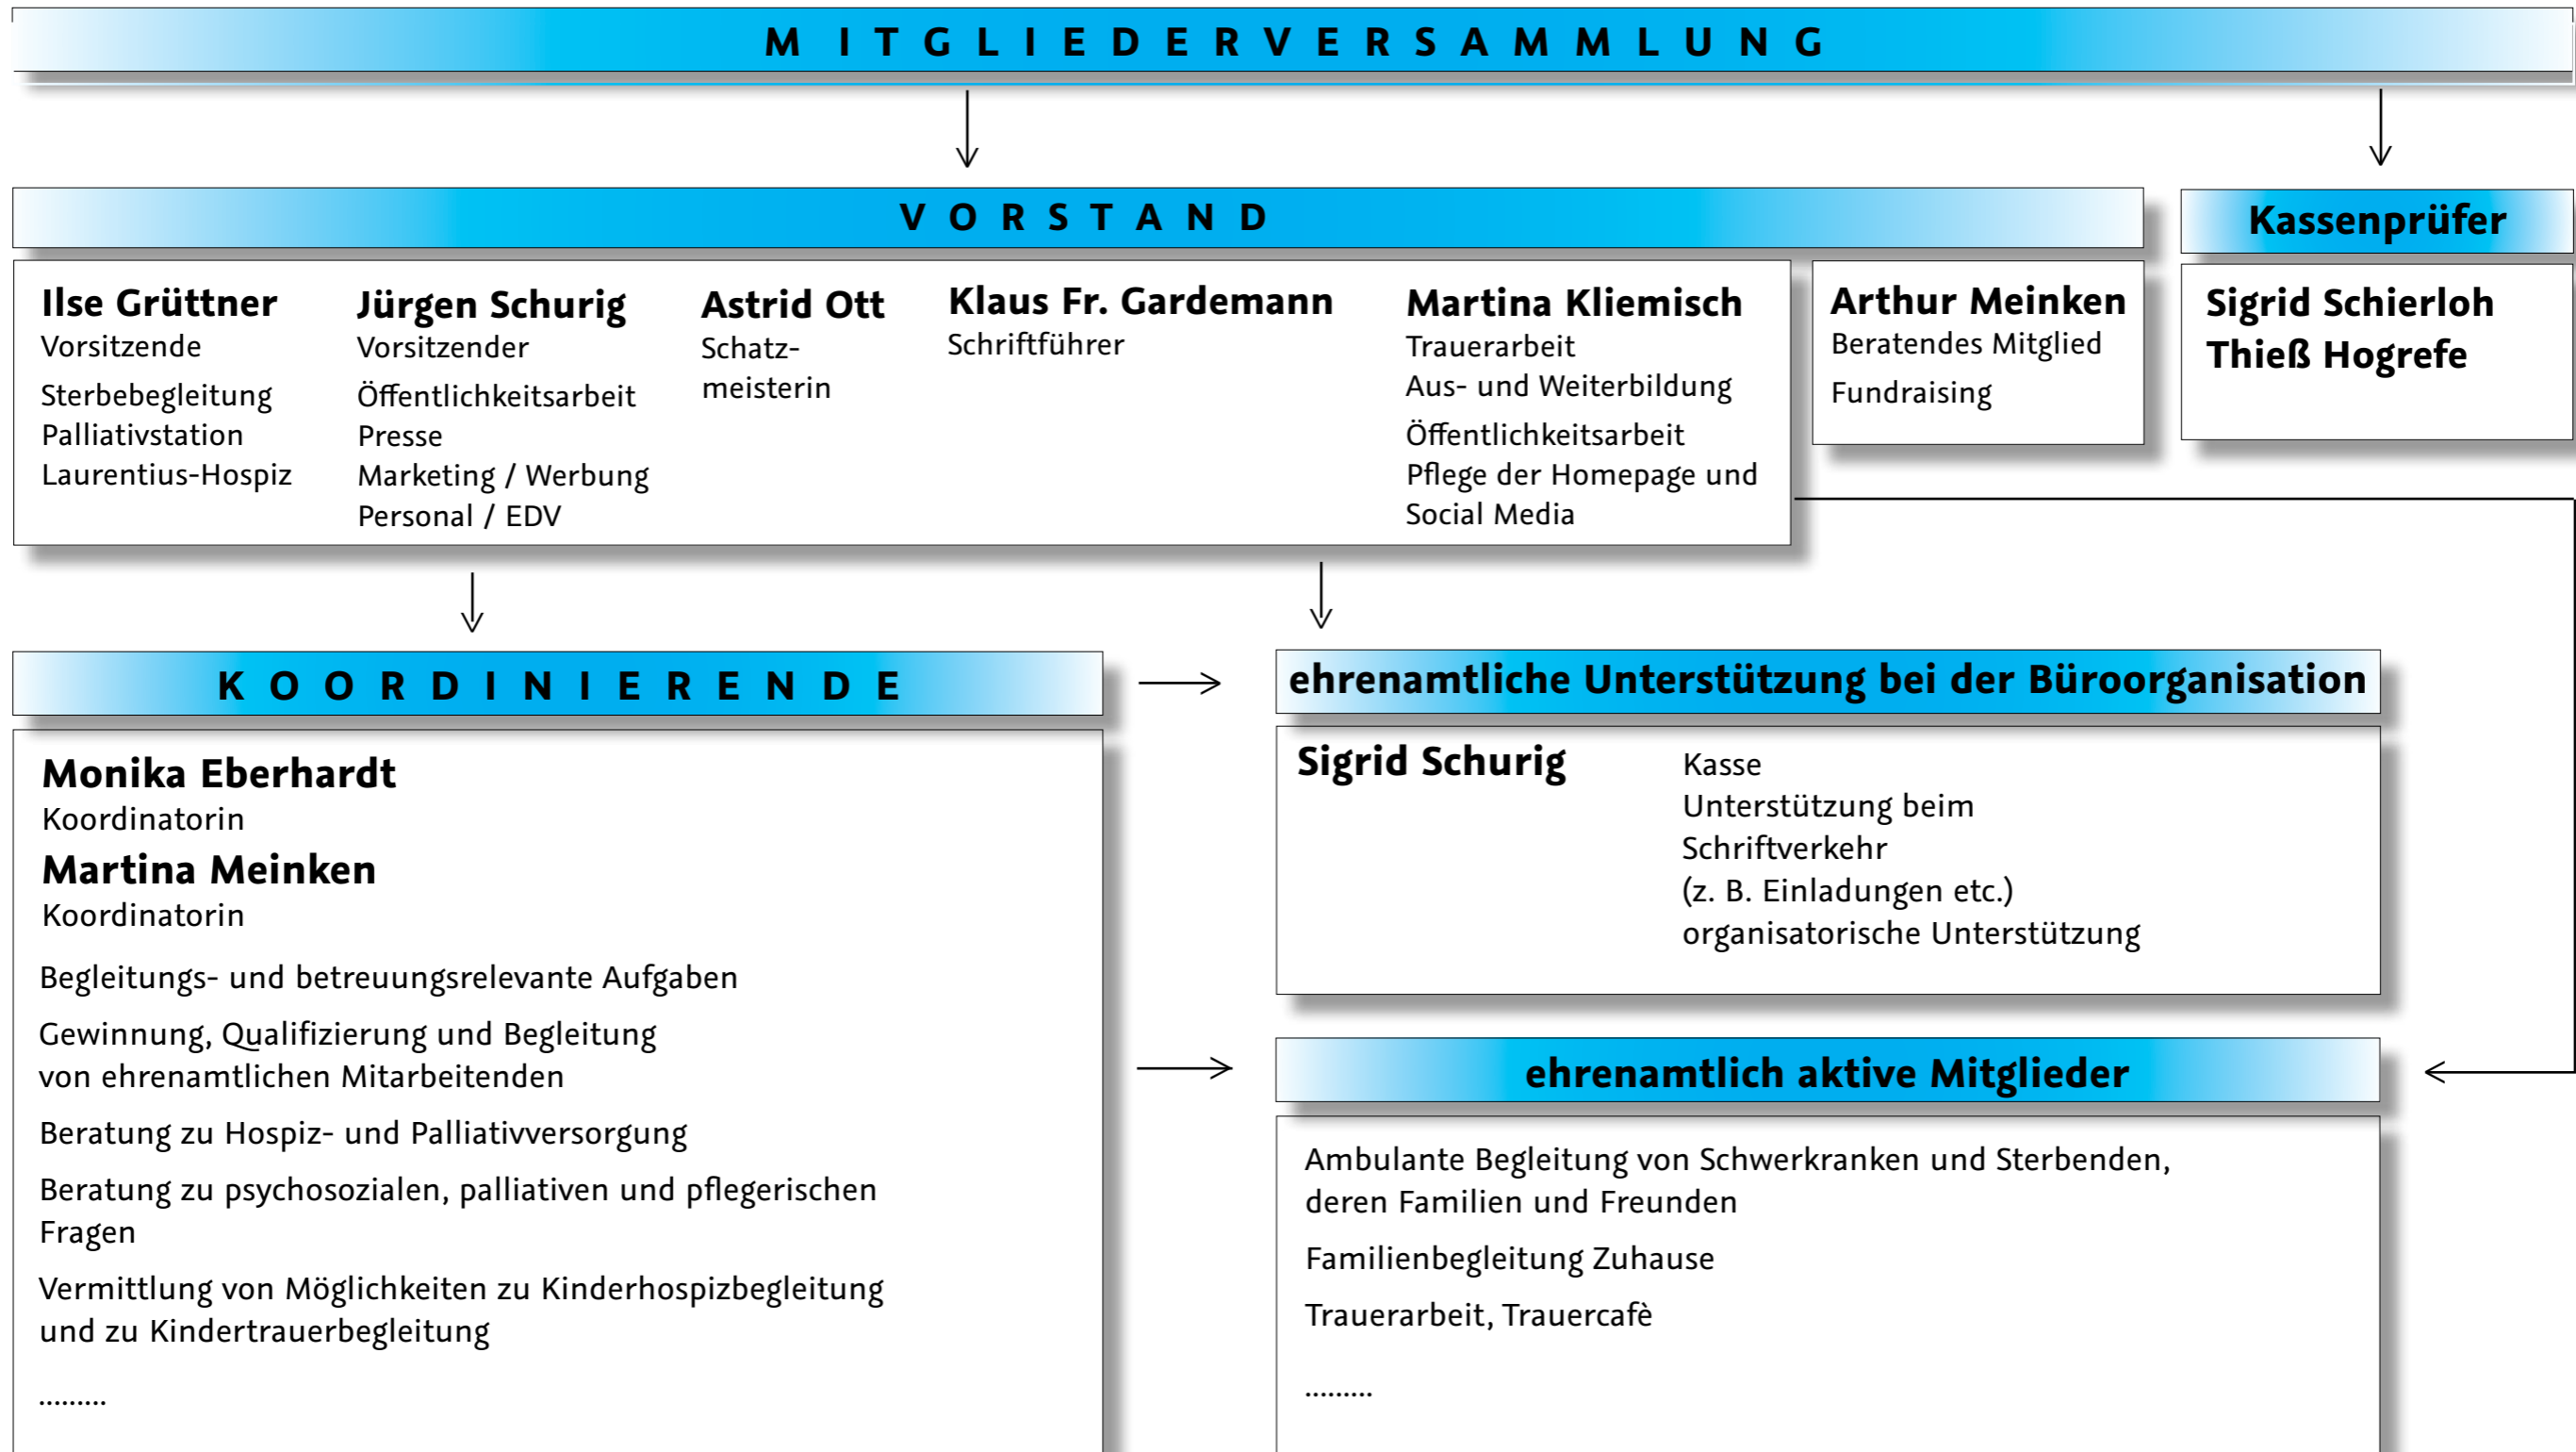 MITGLIEDERVERSAMMLUNG
VORSTAND
Ilse Grüttner
Vorsitzende
Sterbebegleitung
Palliativstation
Laurentius-Hospiz
Jürgen Schurig
Vorsitzender
Öffentlichkeitsarbeit
Presse
Marketing / Werbung
Personal / EDV
Astrid Ott
Schatz-
meisterin
Klaus Fr. Gardemann
Schriftführer
Martina Kliemisch
Trauerarbeit
Aus- und Weiterbildung
Öffentlichkeitsarbeit
Pflege der Homepage und
Social Media
Arthur Meinken
Beratendes Mitglied
Fundraising
Kassenprüfer
Sigrid Schierloh
Thieß Hogrefe
KOORDINIERENDE
Monika Eberhardt
Koordinatorin
Martina Meinken
Koordinatorin
Begleitungs- und betreuungsrelevante Aufgaben
Gewinnung, Qualifizierung und Begleitung
von ehrenamtlichen Mitarbeitenden
Beratung zu Hospiz- und Palliativversorgung
Beratung zu psychosozialen, palliativen und pflegerischen
Fragen
Vermittlung von Möglichkeiten zu Kinderhospizbegleitung
und zu Kindertrauerbegleitung
.........
ehrenamtliche Unterstützung bei der Büroorganisation
Sigrid Schurig
Kasse
Unterstützung beim
Schriftverkehr
(z. B. Einladungen etc.)
organisatorische Unterstützung
ehrenamtlich aktive Mitglieder
Ambulante Begleitung von Schwerkranken und Sterbenden,
deren Familien und Freunden
Familienbegleitung Zuhause
Trauerarbeit, Trauercafè
.........